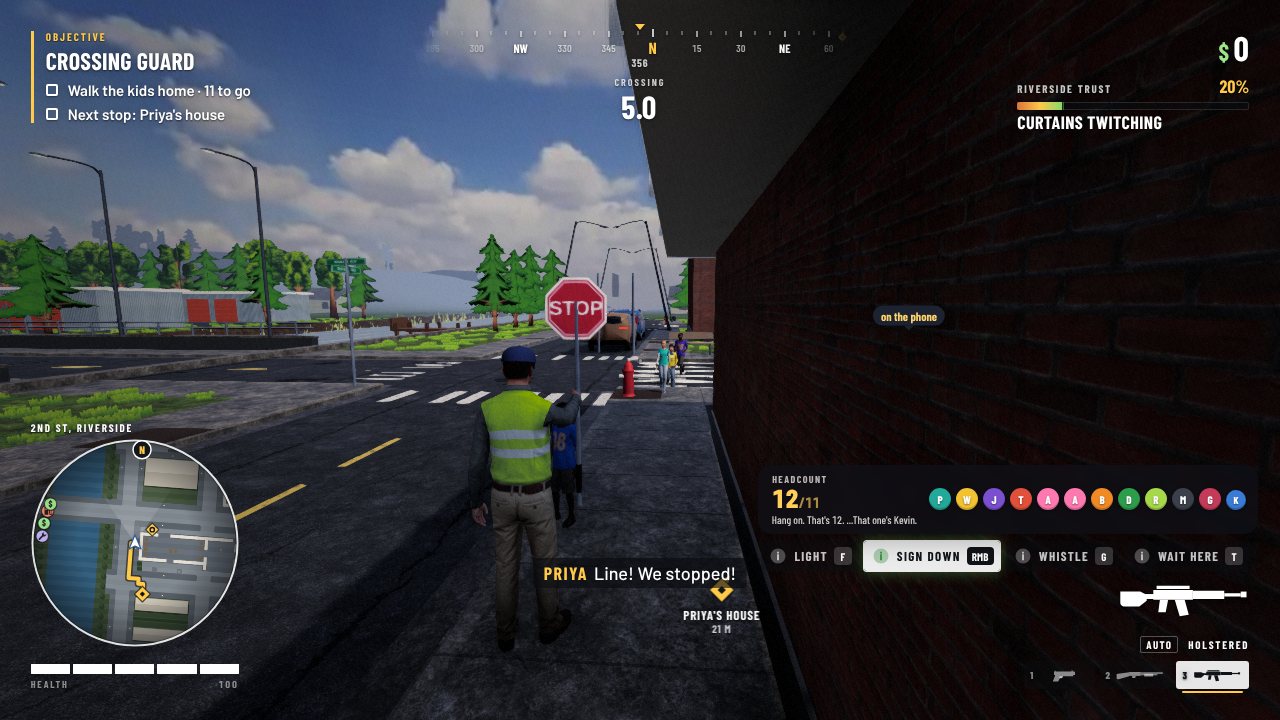 OBJECTIVE
CROSSING GUARD
Walk the kids home · 11 to go
Next stop: Priya's house
300 NW 330 345 N 15 30 NE 60
356
CROSSING
5.0
$ 0
RIVERSIDE TRUST 20%
CURTAINS TWITCHING
STOP
on the phone
2ND ST, RIVERSIDE
N
$
$
HEALTH 100
HEADCOUNT
12/11
Hang on. That's 12. ...That one's Kevin.
P W J T A A B D R M G K
LIGHT F
SIGN DOWN RMB
WHISTLE G
WAIT HERE T
PRIYA Line! We stopped!
PRIYA'S HOUSE
21 M
AUTO HOLSTERED
1 2 3